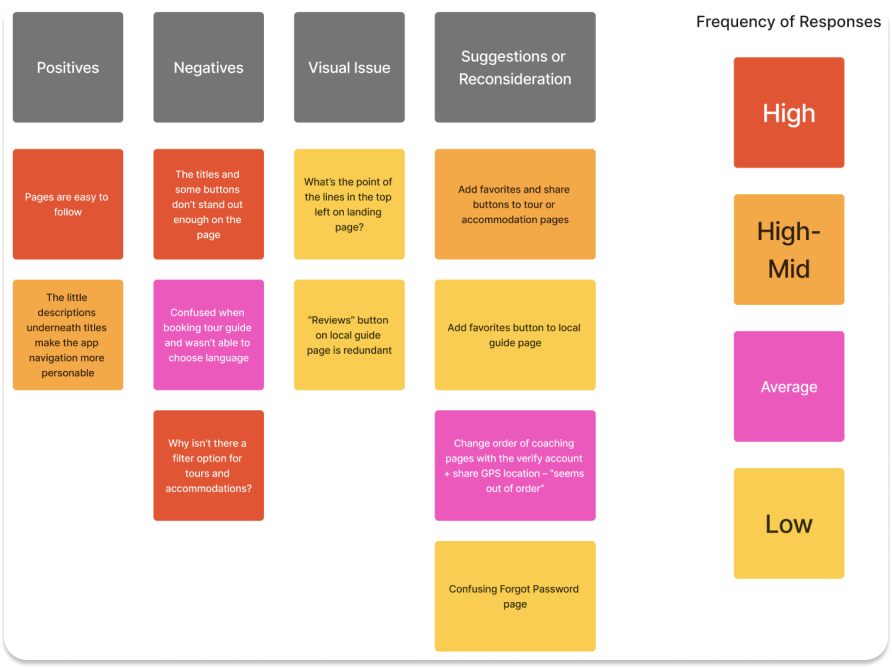 Frequency of Responses
Positives
Negatives
Visual Issue
Suggestions or
Reconsideration
High
Pages are easy to
follow
The titles and
some buttons
don’t stand out
enough on the
page
What’s the point of
the lines in the top
left on landing
page?
Add favorites and share
buttons to tour or
accommodation pages
High-
Mid
The little
descriptions
underneath titles
make the app
navigation more
personable
Confused when
booking tour guide
and wasn’t able to
choose language
“Reviews” button
on local guide
page is redundant
Add favorites button to local
guide page
Average
Why isn’t there a
filter option for
tours and
accommodations?
Change order of coaching
pages with the verify account
+ share GPS location – “seems
out of order”
Low
Confusing Forgot Password
page